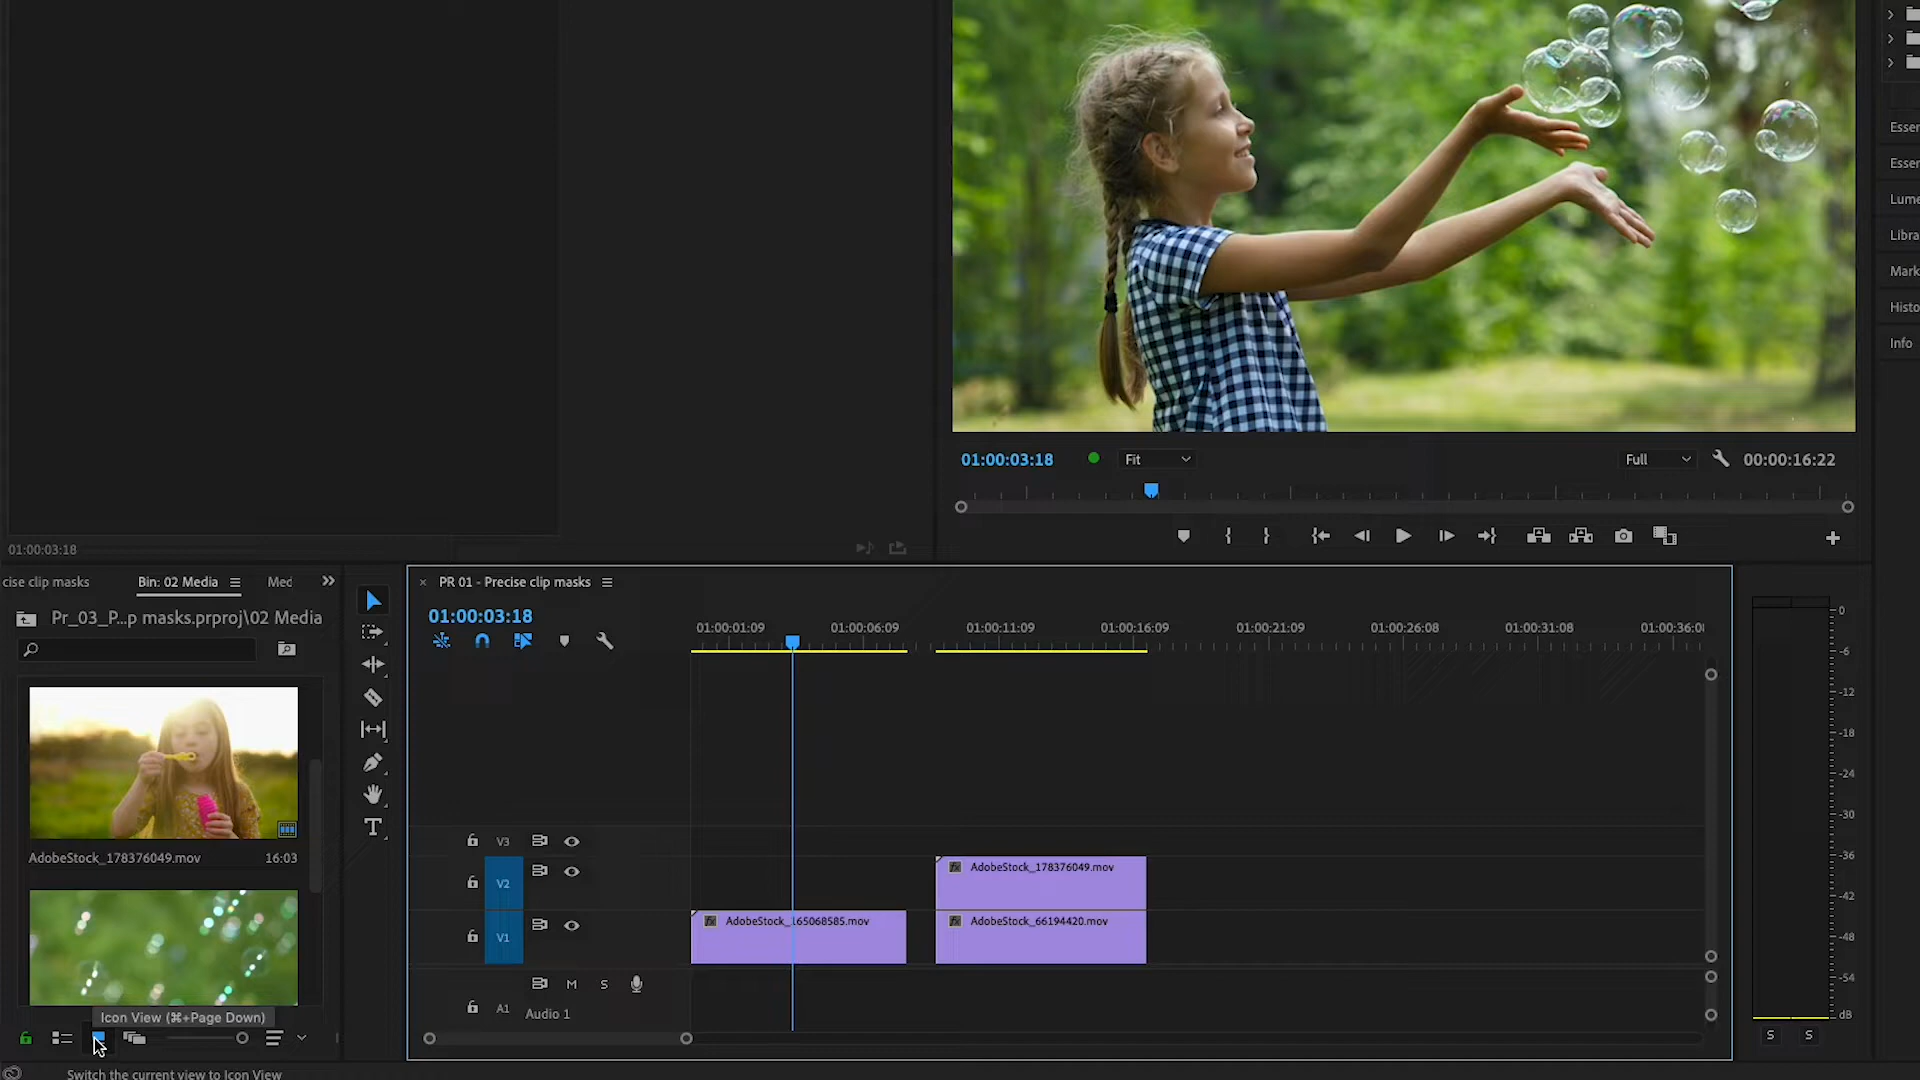 Esser
Esser
Lume
Libra
Mark
Histo
Info
01:00:03:18
Fit
Full
00:00:16:22
01:00:03:18
cise clip masks
Bin: 02 Media
Med
Pr_03_P...p masks.prproj\02 Media
AdobeStock_178376049.mov
16:03
Icon View (⌘+Page Down)
Switch the current view to Icon View
× PR 01 - Precise clip masks
01:00:03:18
01:00:01:09
01:00:06:09
01:00:11:09
01:00:16:09
01:00:21:09
01:00:26:08
01:00:31:08
01:00:36:0
V3
V2
AdobeStock_178376049.mov
V1
AdobeStock_165068585.mov
AdobeStock_66194420.mov
M S
A1
Audio 1
T
0
-6
-12
-18
-24
-30
-36
-42
-48
-54
dB
S S